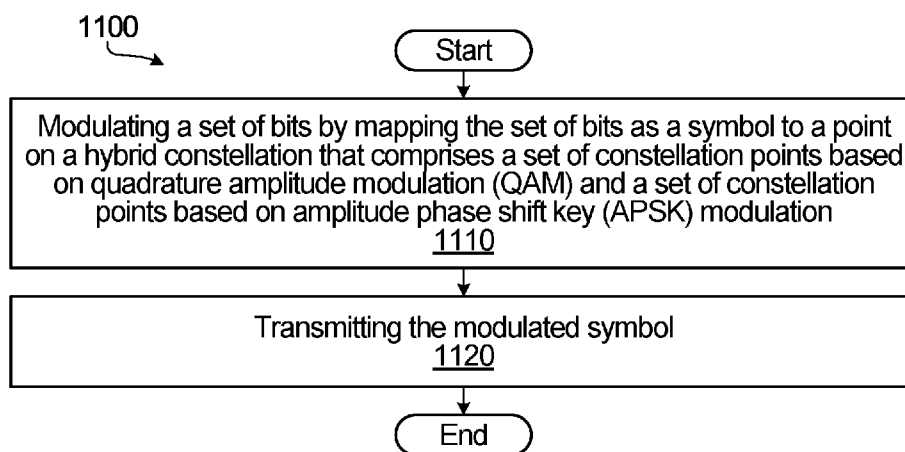 1100
Start
Modulating a set of bits by mapping the set of bits as a symbol to a point
on a hybrid constellation that comprises a set of constellation points based
on quadrature amplitude modulation (QAM) and a set of constellation
points based on amplitude phase shift key (APSK) modulation
1110
Transmitting the modulated symbol
1120
End